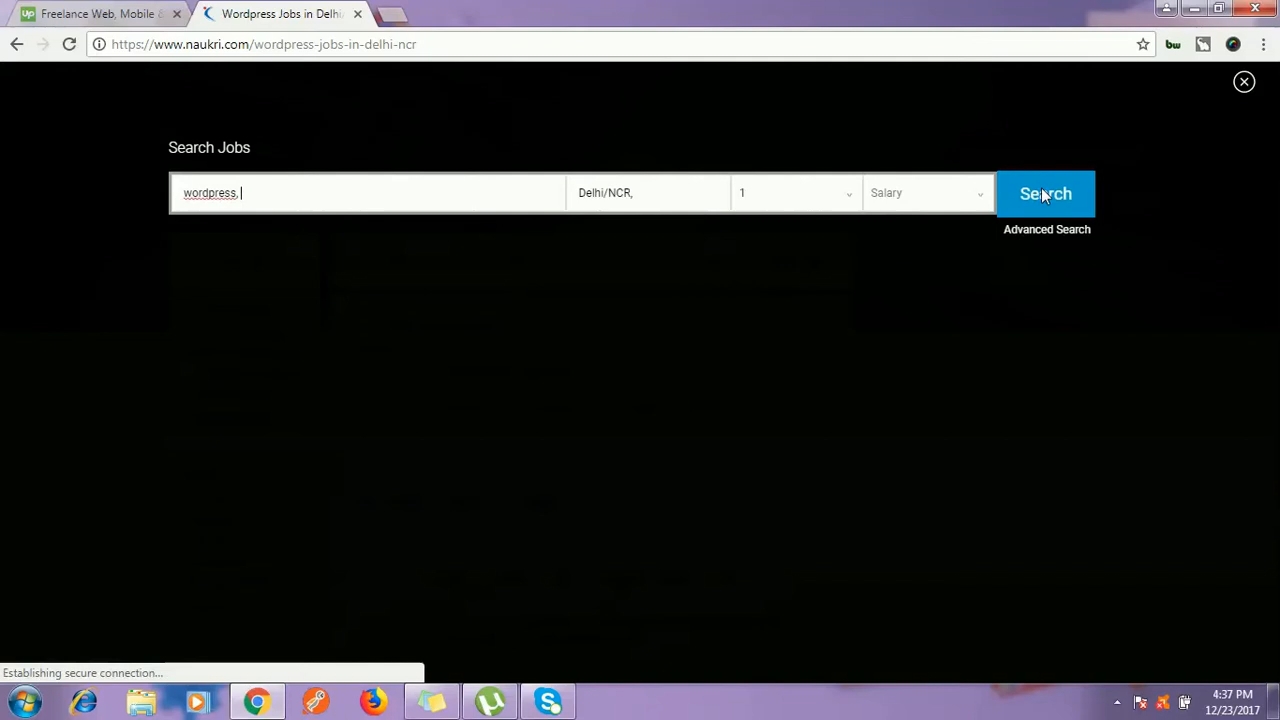 Freelance Web, Mobile &
Wordpress Jobs in Delhi
https://www.naukri.com/wordpress-jobs-in-delhi-ncr
bw
Search Jobs
wordpress,
Delhi/NCR,
1
Salary
Search
Advanced Search
Establishing secure connection...
4:37 PM
12/23/2017